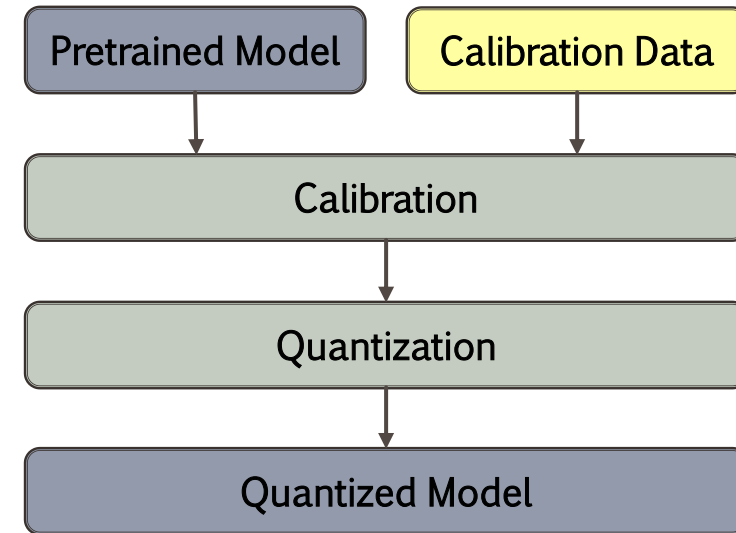 Pretrained Model
Calibration Data
Calibration
Quantization
Quantized Model